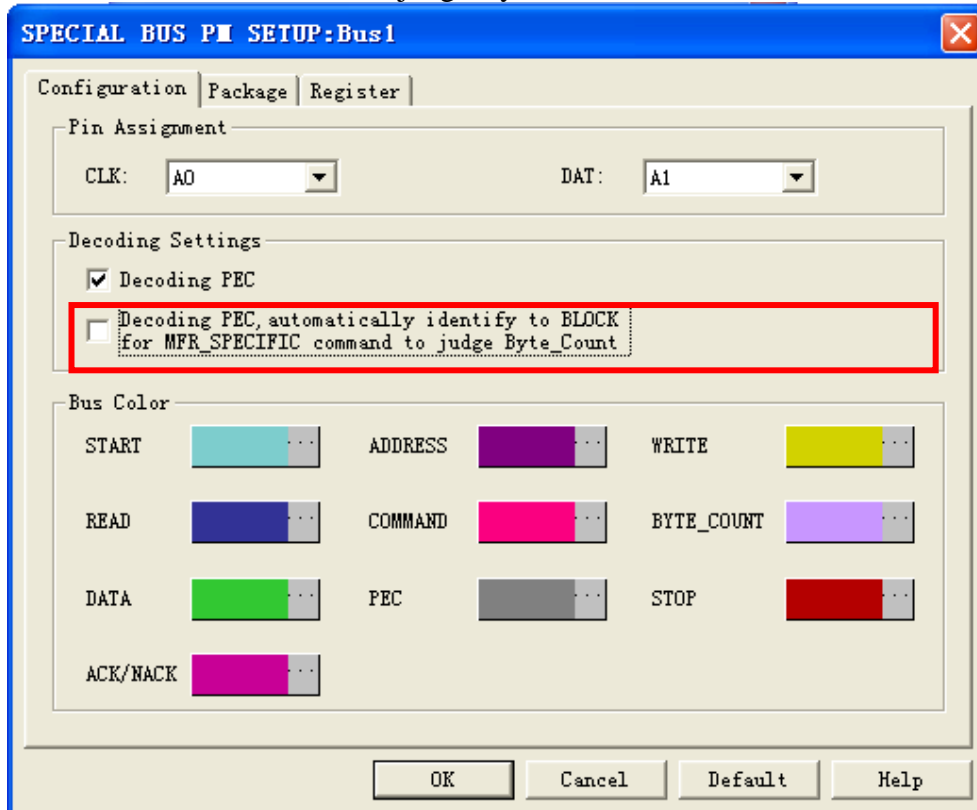 SPECIAL BUS PM SETUP:Bus1
Configuration Package Register
Pin Assignment
CLK: A0 DAT: A1
Decoding Settings
Decoding PEC
Decoding PEC, automatically identify to BLOCK
for MFR_SPECIFIC command to judge Byte_Count
Bus Color
START ... ADDRESS ... WRITE ...
READ ... COMMAND ... BYTE_COUNT ...
DATA ... PEC ... STOP ...
ACK/NACK ...
OK Cancel Default Help